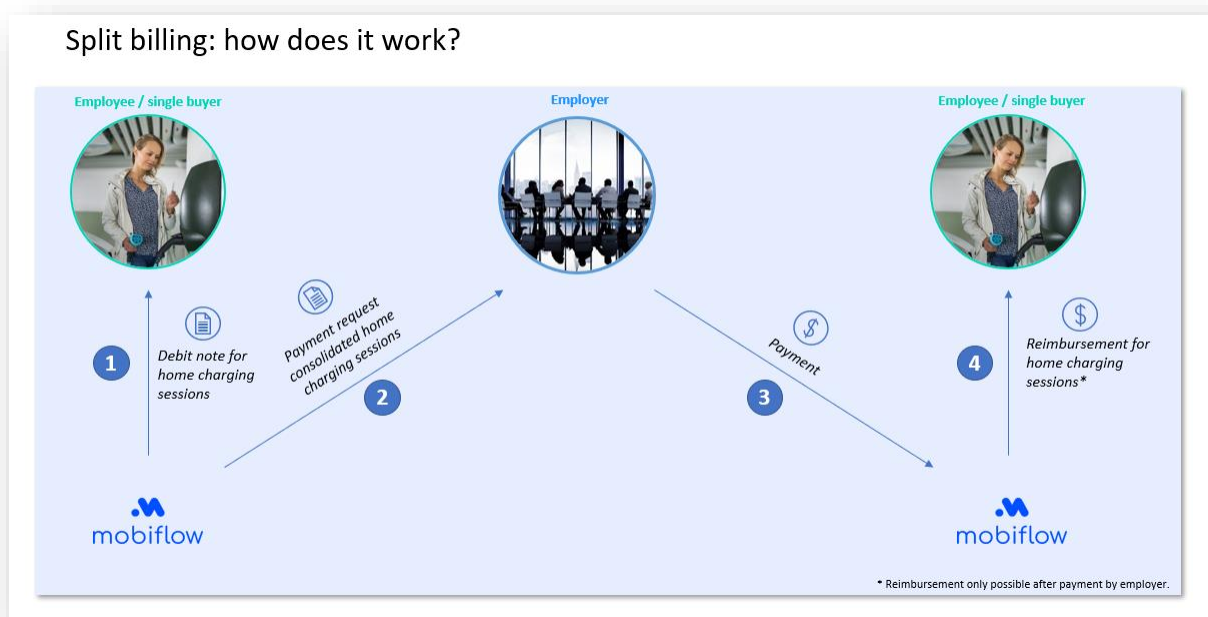 Split billing: how does it work?
Employee / single buyer
Employer
Employee / single buyer
1
Debit note for
home charging
sessions
Payment request
consolidated home
charging sessions
2
$
Payment
3
4
$
Reimbursement for
home charging
sessions*
mobiflow
mobiflow
* Reimbursement only possible after payment by employer.